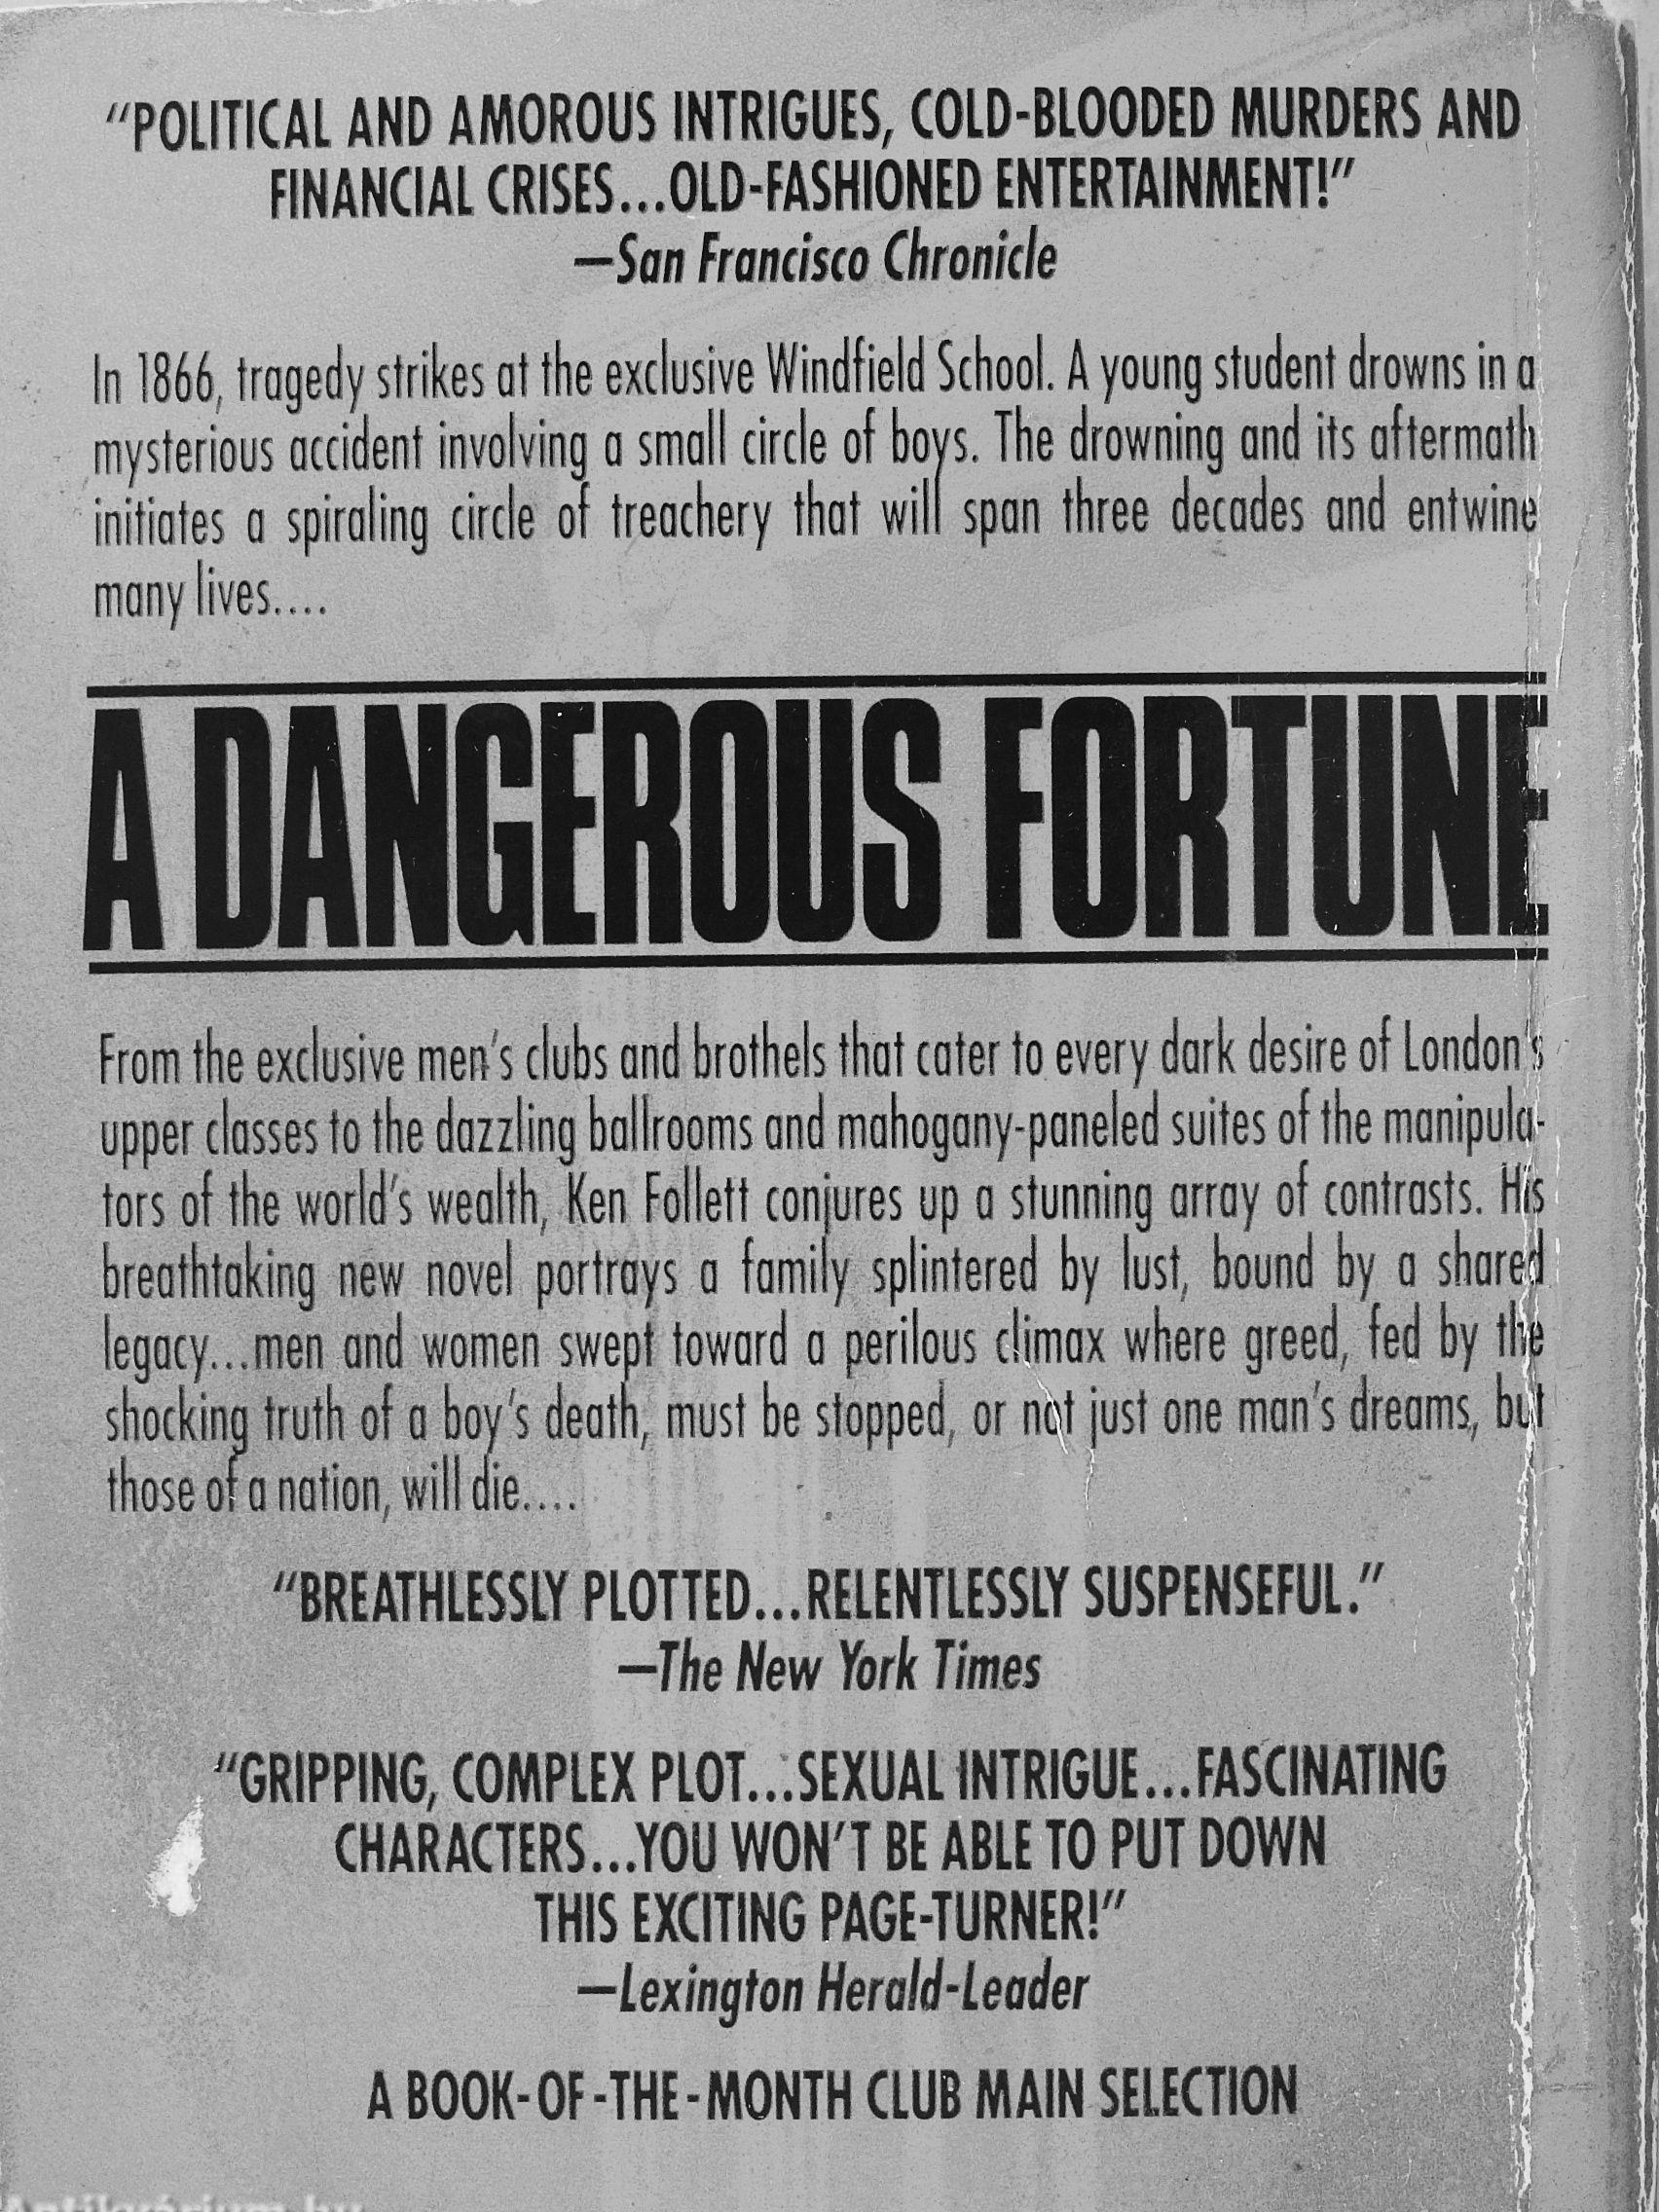 “POLITICAL AND AMOROUS INTRIGUES, COLD-BLOODED MURDERS AND
FINANCIAL CRISES...OLD-FASHIONED ENTERTAINMENT!”
—San Francisco Chronicle
In 1866, tragedy strikes at the exclusive Windfield School. A young student drowns in a
mysterious accident involving a small circle of boys. The drowning and its aftermath
initiates a spiraling circle of treachery that will span three decades and entwine
many lives....
A DANGEROUS FORTUNE
From the exclusive men's clubs and brothels that cater to every dark desire of London's
upper classes to the dazzling ballrooms and mahogany-paneled suites of the manipula-
tors of the world's wealth, Ken Follett conjures up a stunning array of contrasts. His
breathtaking new novel portrays a family splintered by lust, bound by a shared
legacy...men and women swept toward a perilous climax where greed, fed by the
shocking truth of a boy's death, must be stopped, or not just one man's dreams, but
those of a nation, will die....
“BREATHLESSLY PLOTTED...RELENTLESSLY SUSPENSEFUL.”
—The New York Times
“GRIPPING, COMPLEX PLOT...SEXUAL INTRIGUE...FASCINATING
CHARACTERS...YOU WON'T BE ABLE TO PUT DOWN
THIS EXCITING PAGE-TURNER!”
—Lexington Herald-Leader
A BOOK-OF-THE-MONTH CLUB MAIN SELECTION